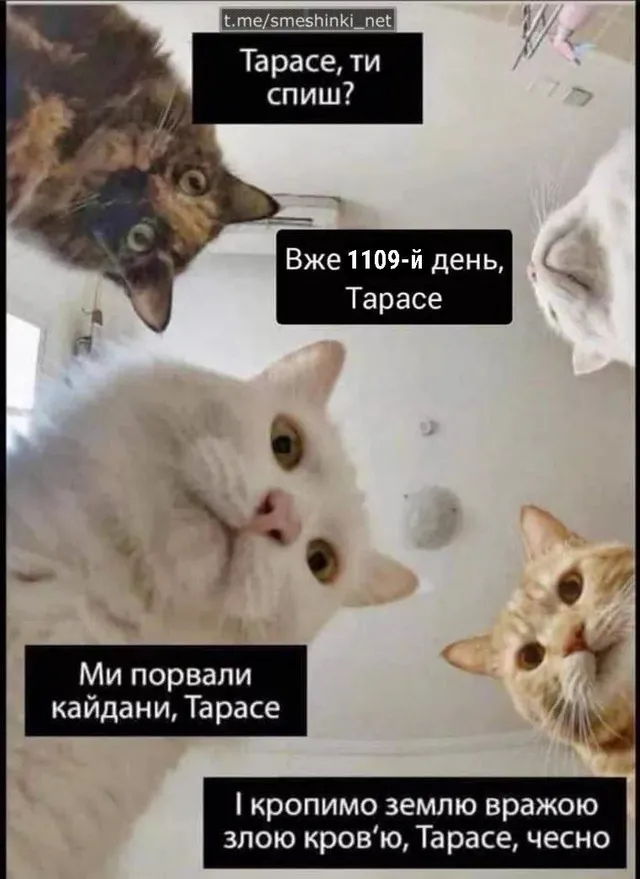 t.me/smeshinki_net
Тарасе, ти
спиш?
Вже 1109-й день,
Тарасе
Ми порвали
кайдани, Тарасе
І кропимо землю вражою
злою кров'ю, Тарасе, чесно